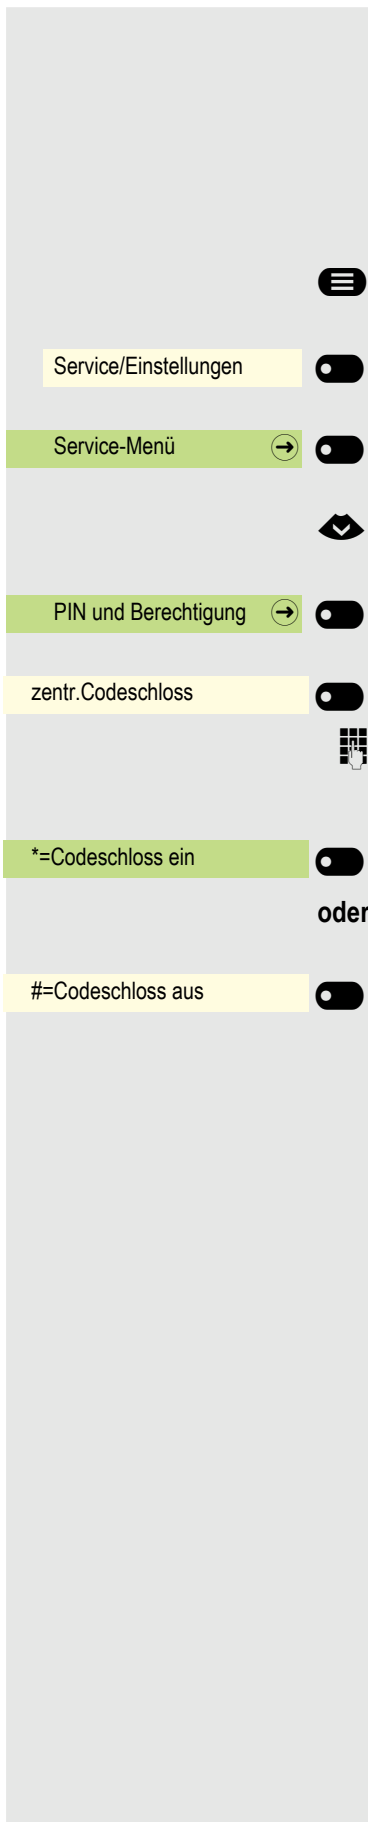 Service/Einstellungen
Service-Menü
PIN und Berechtigung
zentr.Codeschloss
*=Codeschloss ein
oder
#=Codeschloss aus